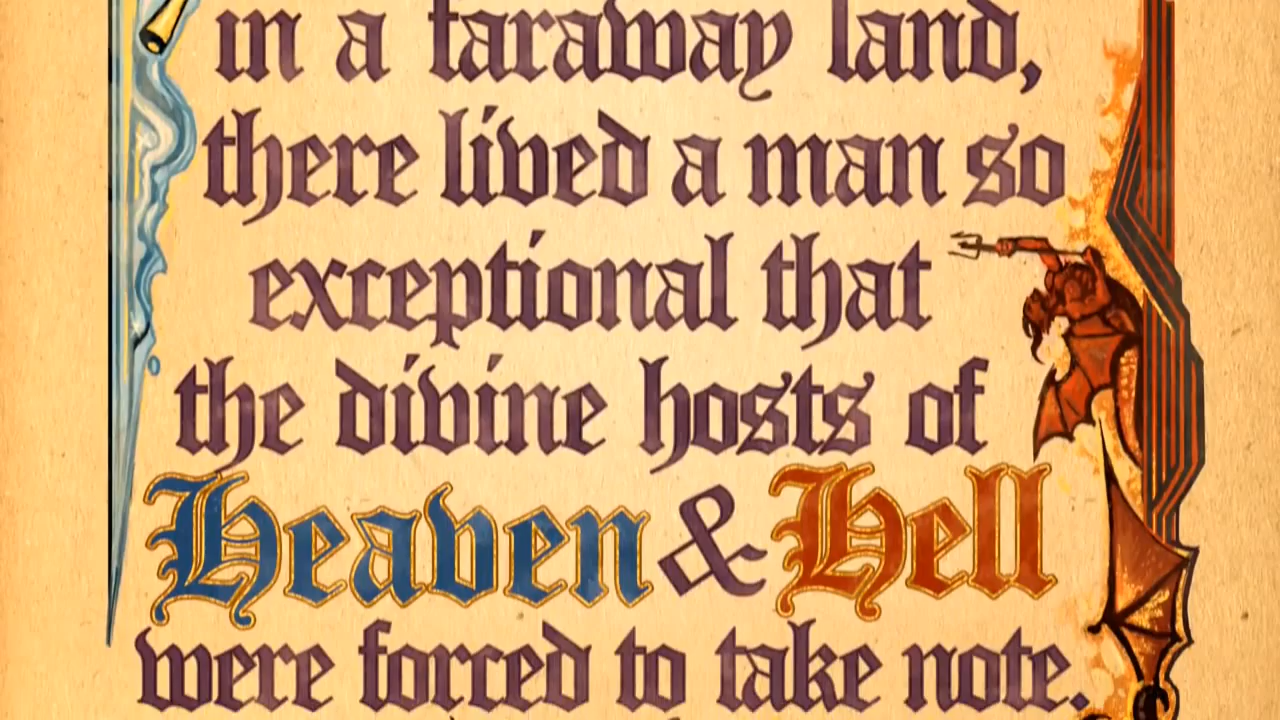 in a faraway land,
there lived a man so
exceptional that
the divine hosts of
Heaven & Hell
were forced to take note.